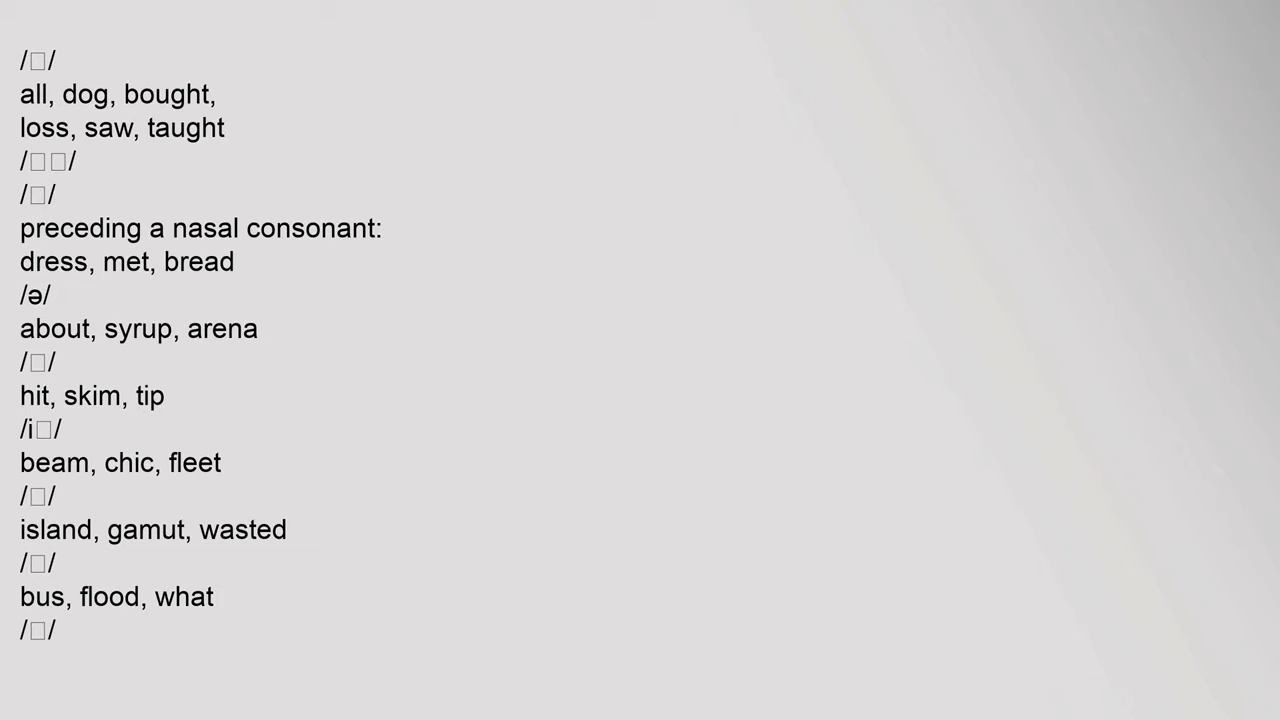 /□/
all, dog, bought,
loss, saw, taught
/□□/
/□/
preceding a nasal consonant:
dress, met, bread
/ə/
about, syrup, arena
/□/
hit, skim, tip
/i□/
beam, chic, fleet
/□/
island, gamut, wasted
/□/
bus, flood, what
/□/